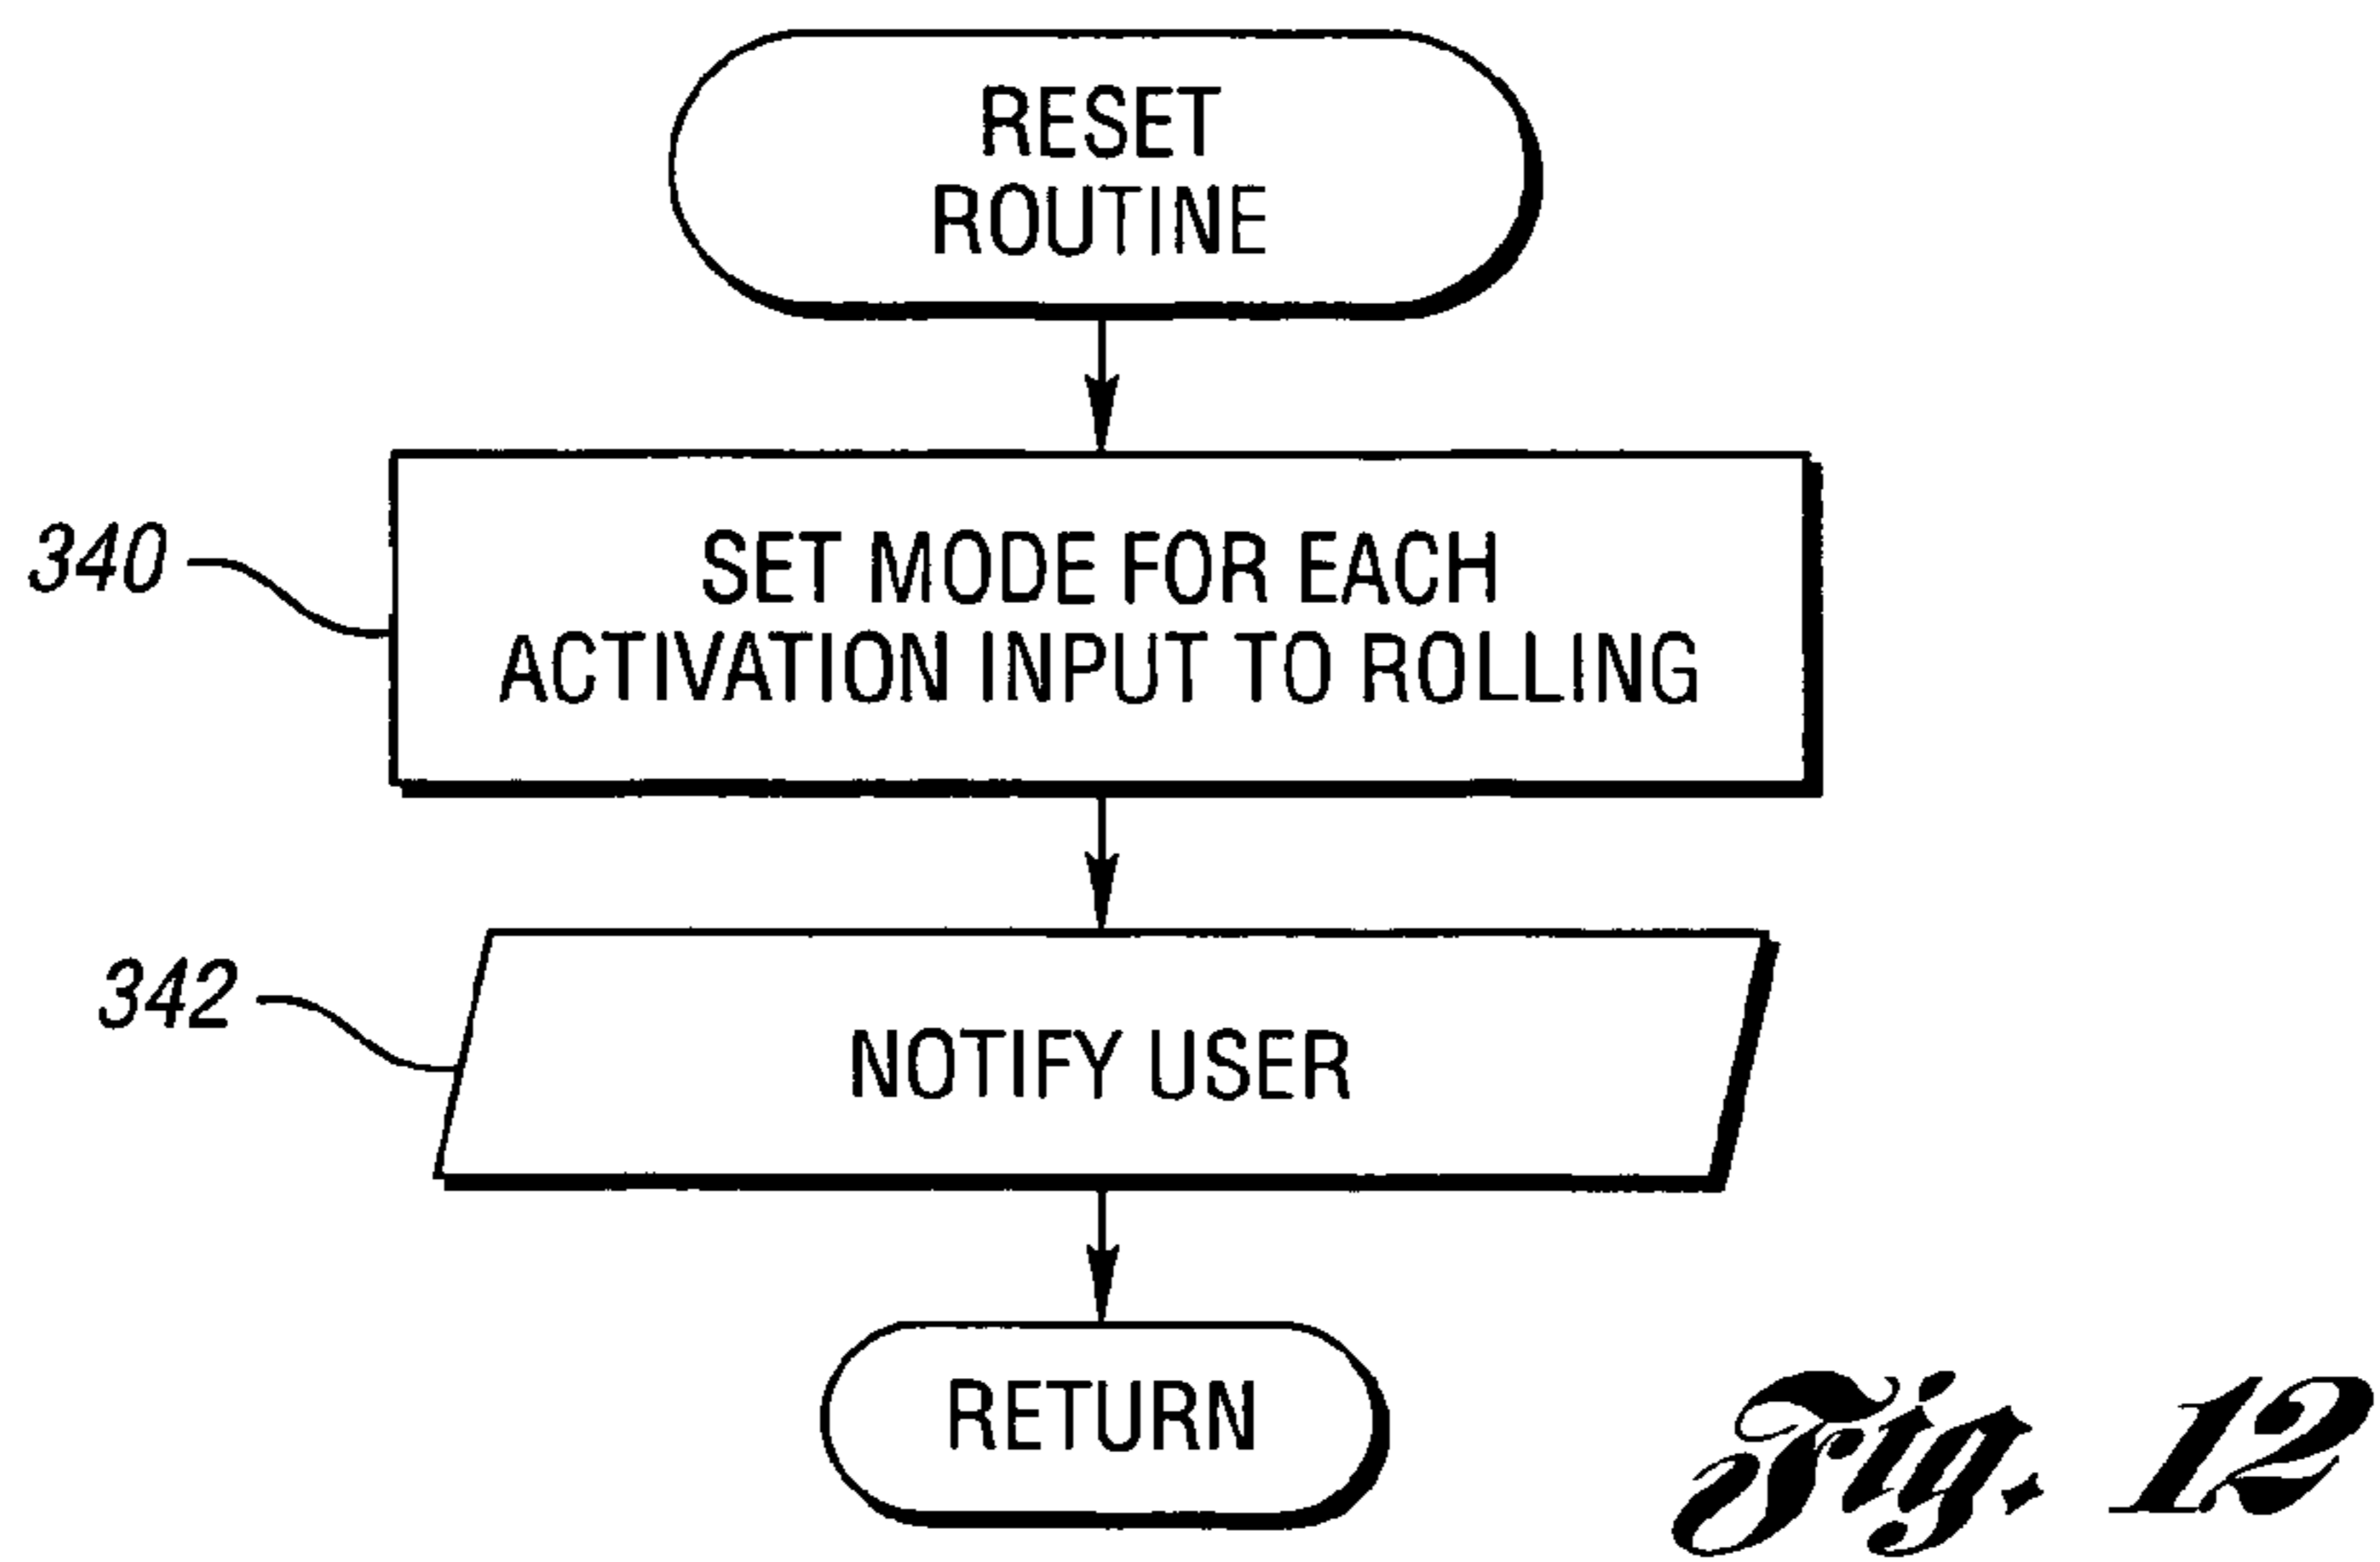 RESET
ROUTINE
340
SET MODE FOR EACH
ACTIVATION INPUT TO ROLLING
342
NOTIFY USER
RETURN
Fig. 12